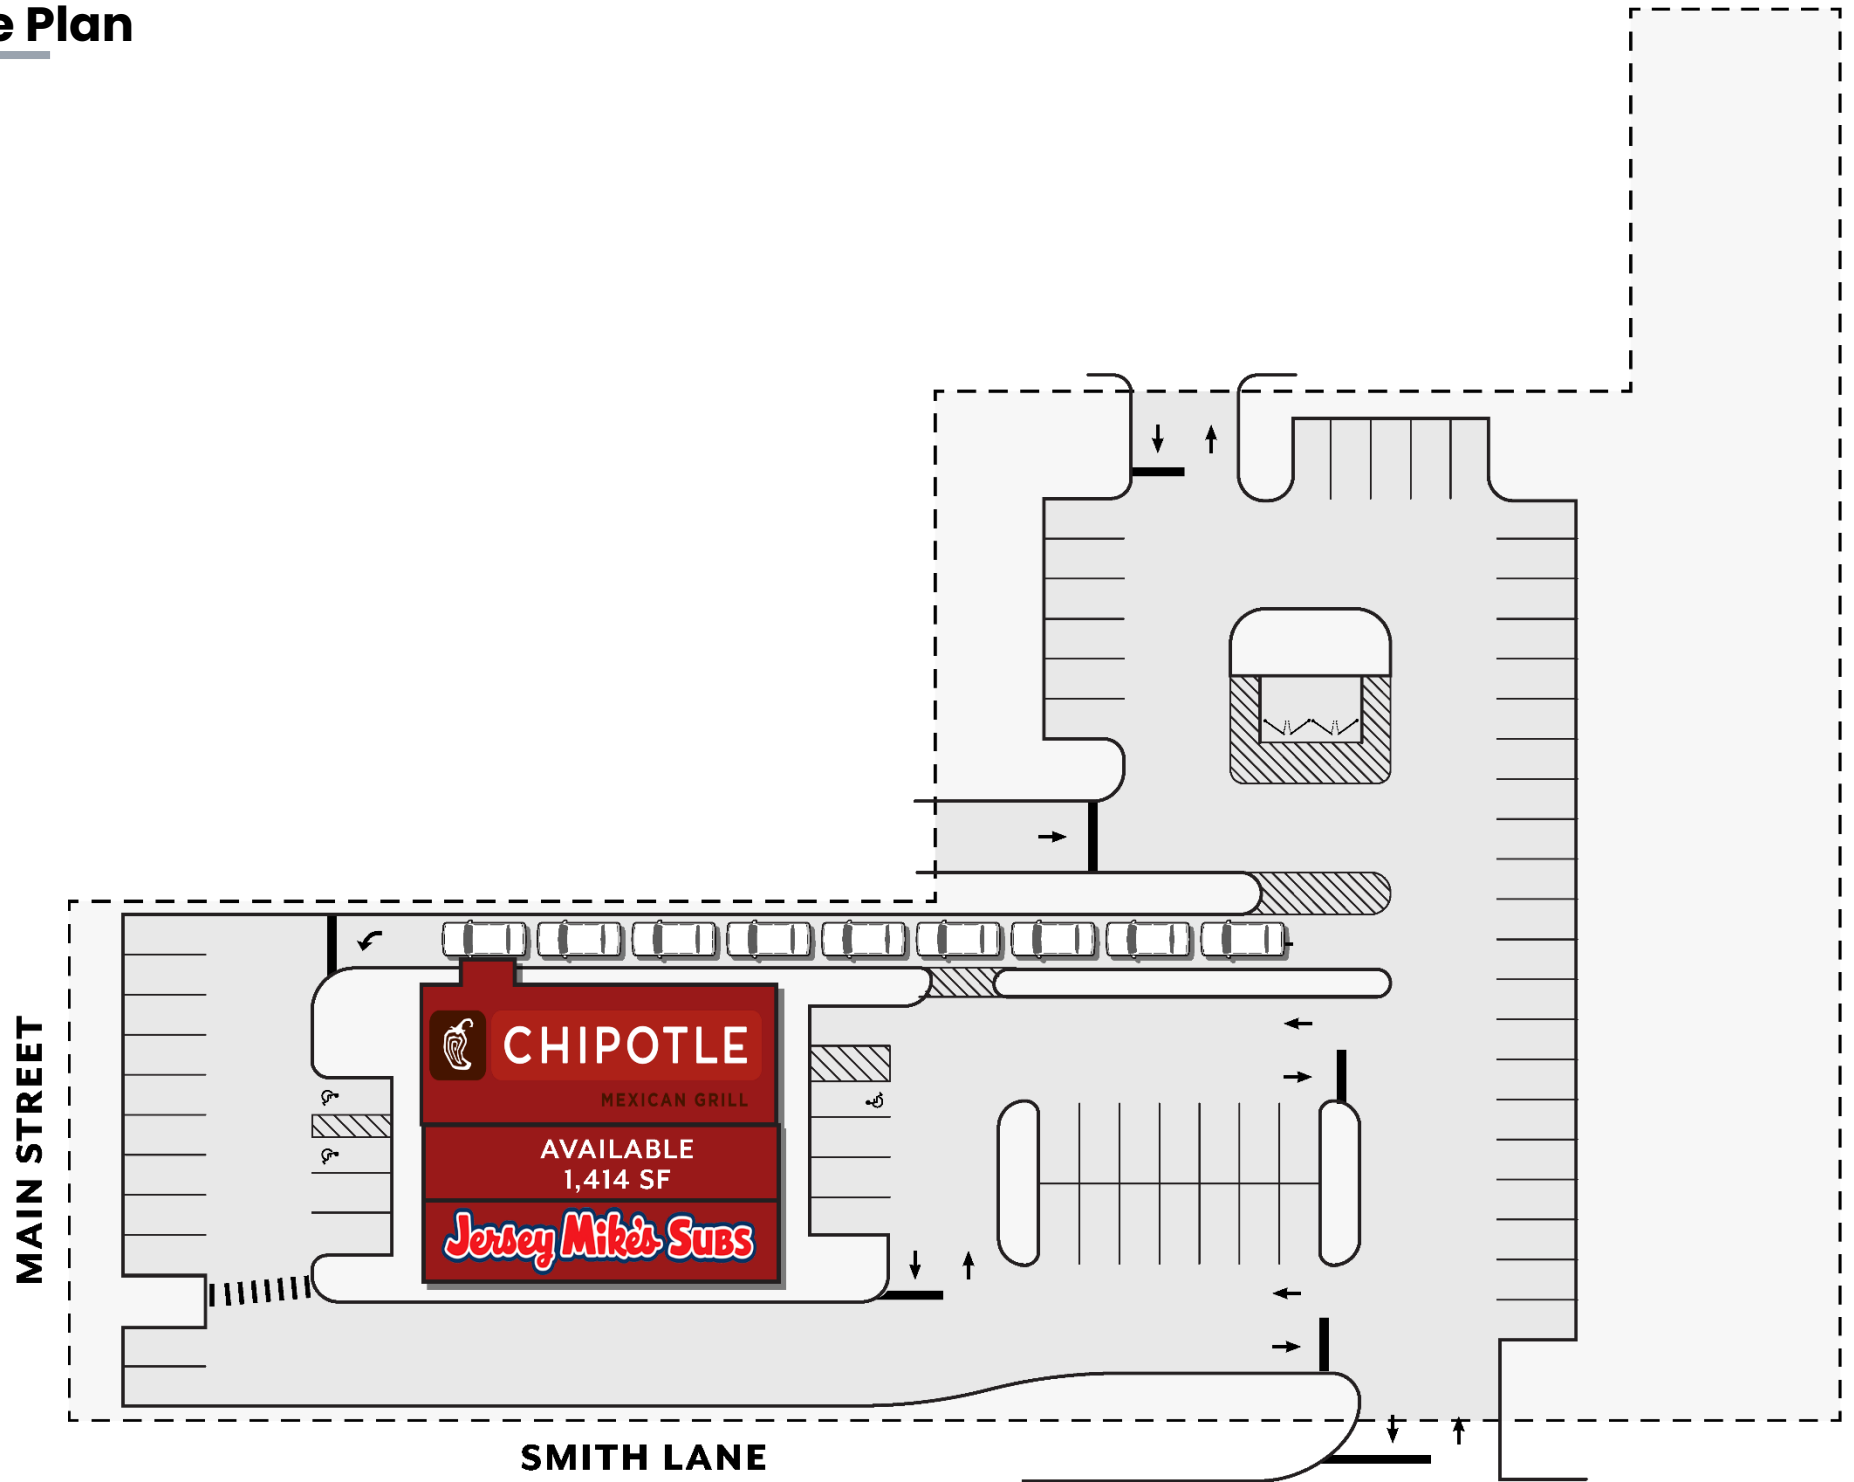 e Plan
CHIPOTLE
MEXICAN GRILL
AVAILABLE
1,414 SF
Jersey Mike's Subs
MAIN STREET
SMITH LANE